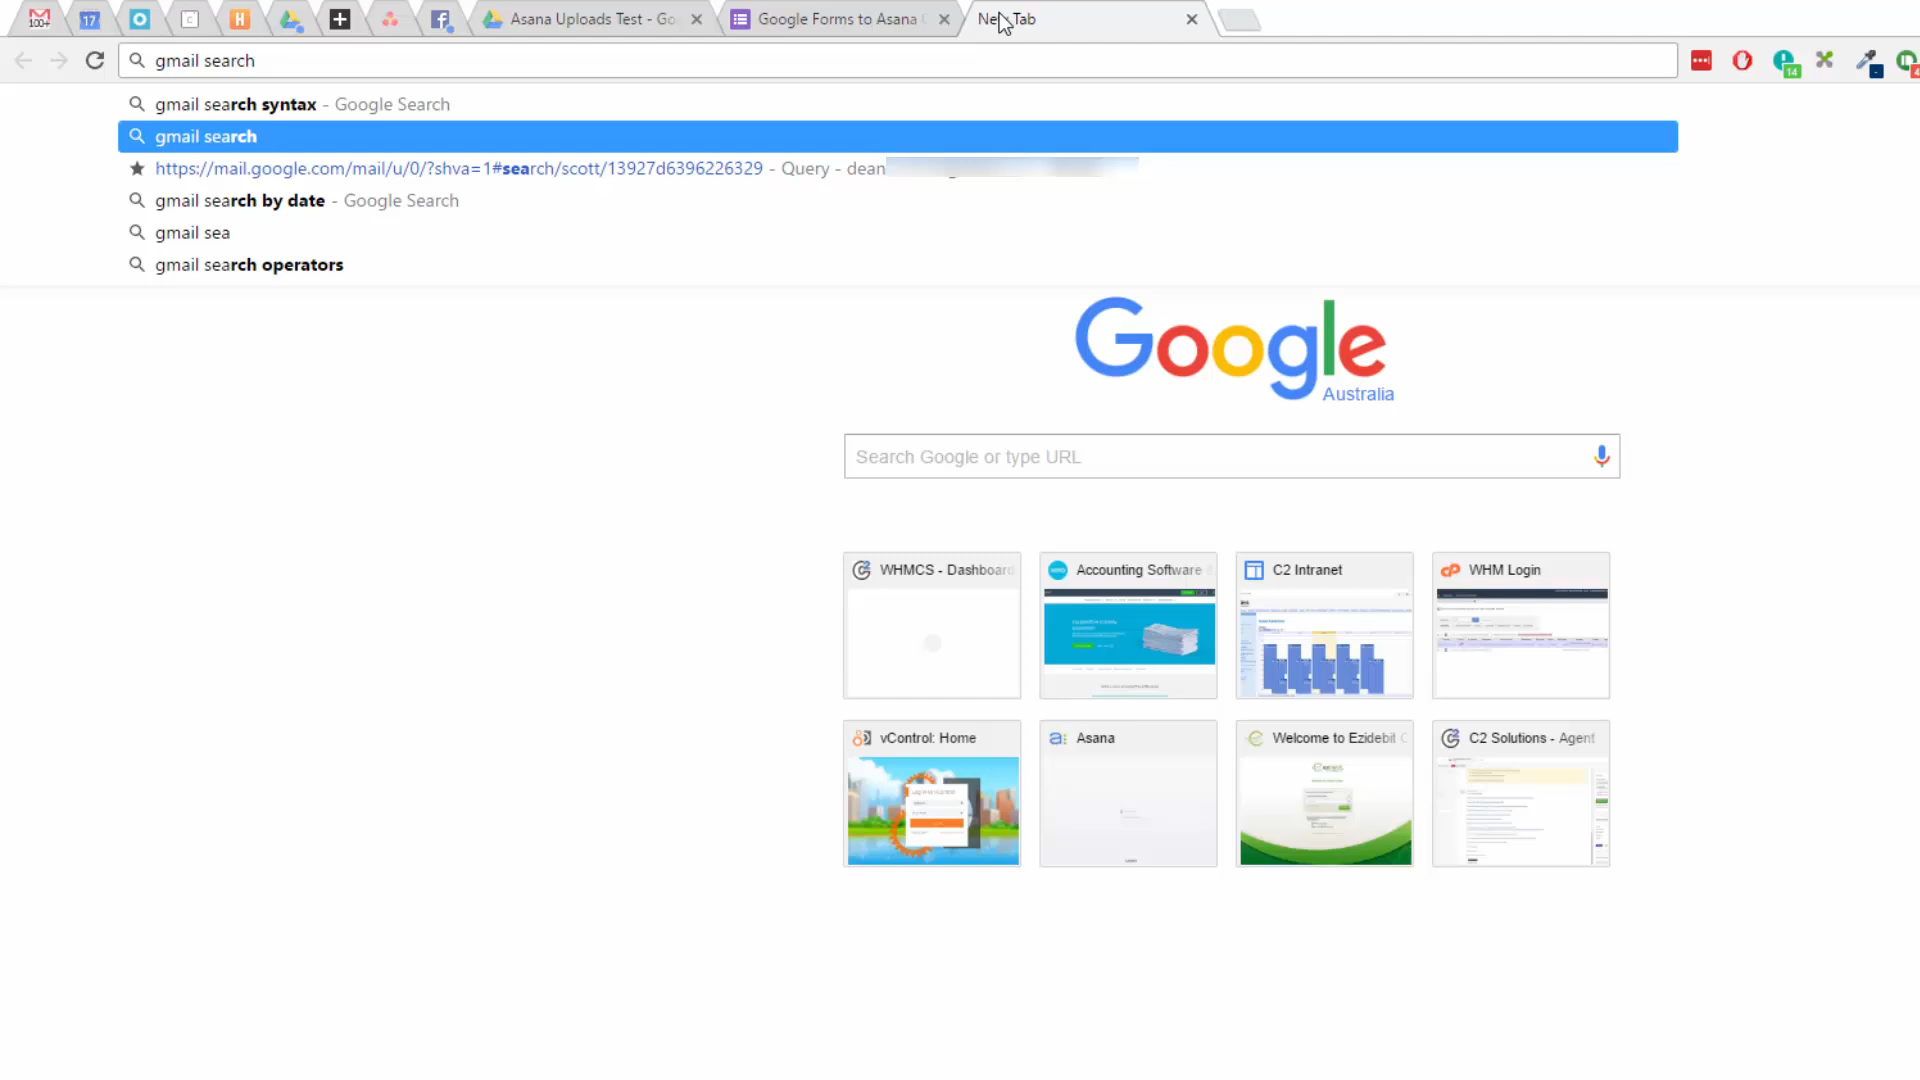 100+
17
C
H
Asana Uploads Test - Go
Google Forms to Asana
New Tab
gmail search
14
gmail search syntax - Google Search
gmail search
https://mail.google.com/mail/u/0/?shva=1#search/scott/13927d6396226329 - Query - dean
gmail search by date - Google Search
gmail sea
gmail search operators
Google
Australia
Search Google or type URL
WHMCS - Dashboard
Accounting Software
C2 Intranet
WHM Login
vControl: Home
Asana
Welcome to Ezidebit
C2 Solutions - Agent